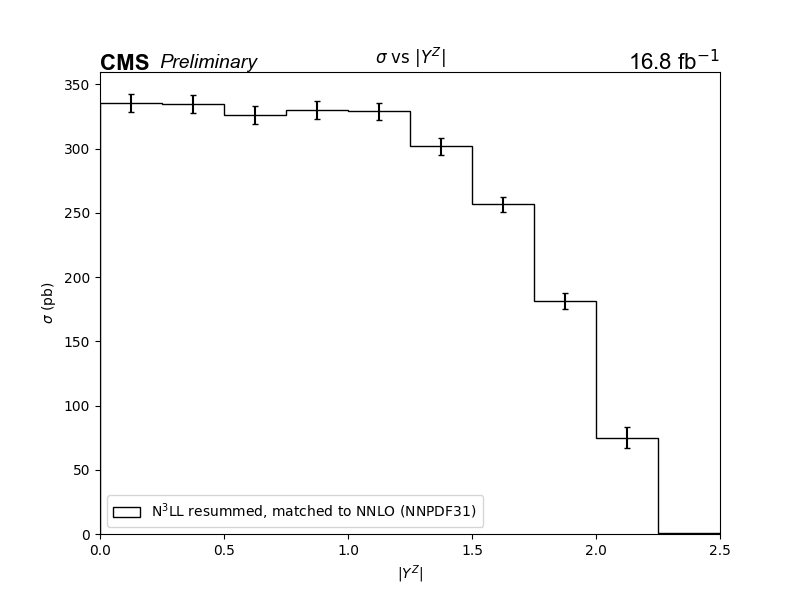 CMS Preliminary σ vs |Y^Z| 16.8 fb⁻¹
350
300
250
200
150
100
50
0
σ (pb)
N³LL resummed, matched to NNLO (NNPDF31)
0.0 0.5 1.0 1.5 2.0 2.5
|Y^Z|